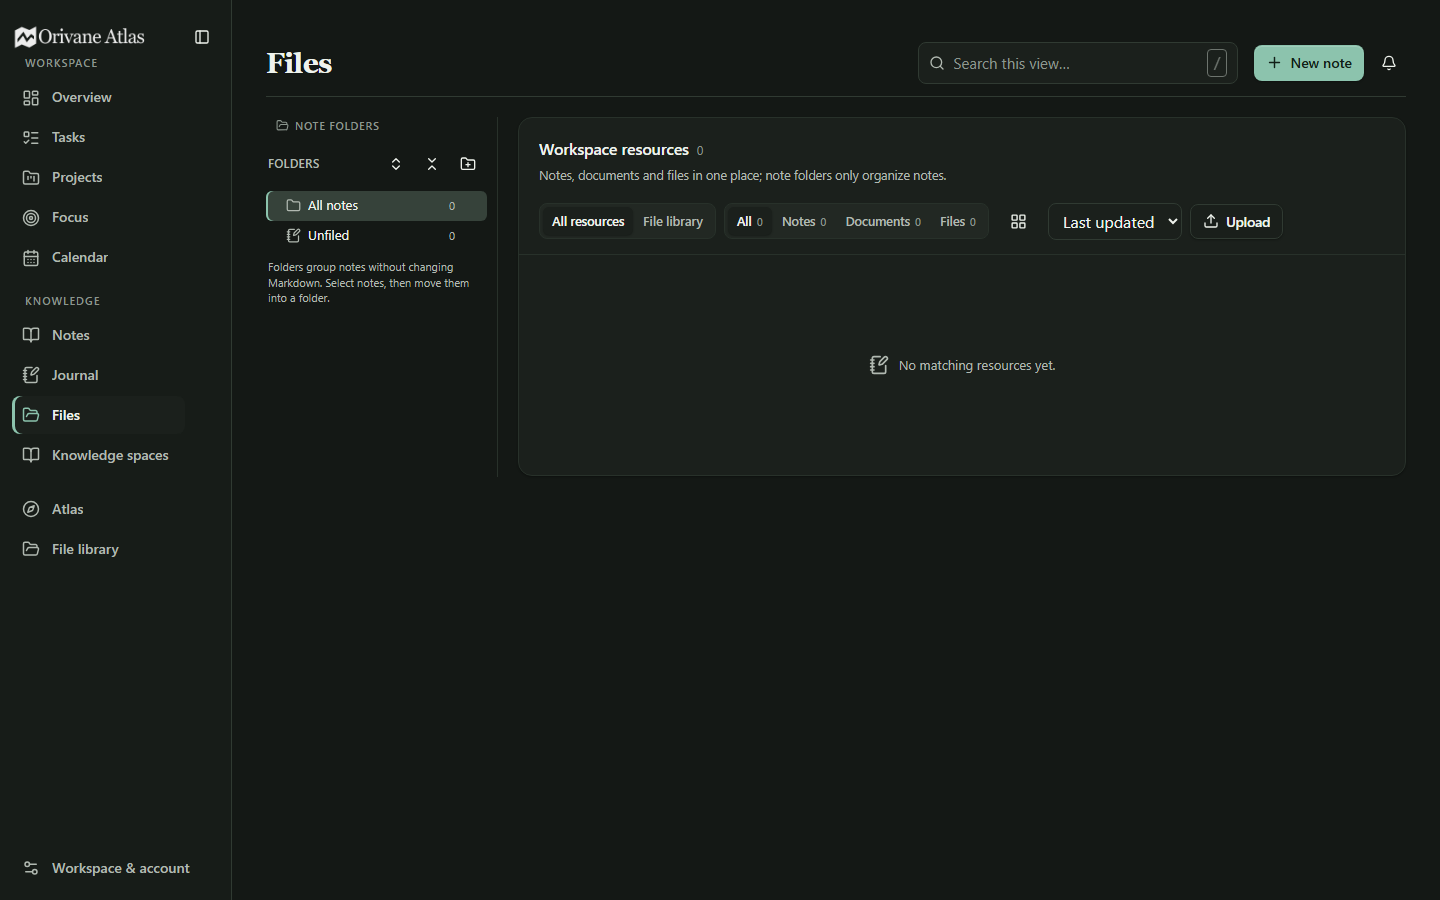 Orivane Atlas
WORKSPACE
Overview
Tasks
Projects
Focus
Calendar
KNOWLEDGE
Notes
Journal
Files
Knowledge spaces
Atlas
File library
Workspace & account
Files
Search this view...
/
New note
NOTE FOLDERS
FOLDERS
All notes 0
Unfiled 0
Folders group notes without changing
Markdown. Select notes, then move them
into a folder.
Workspace resources 0
Notes, documents and files in one place; note folders only organize notes.
All resources File library All 0 Notes 0 Documents 0 Files 0 Last updated Upload
No matching resources yet.